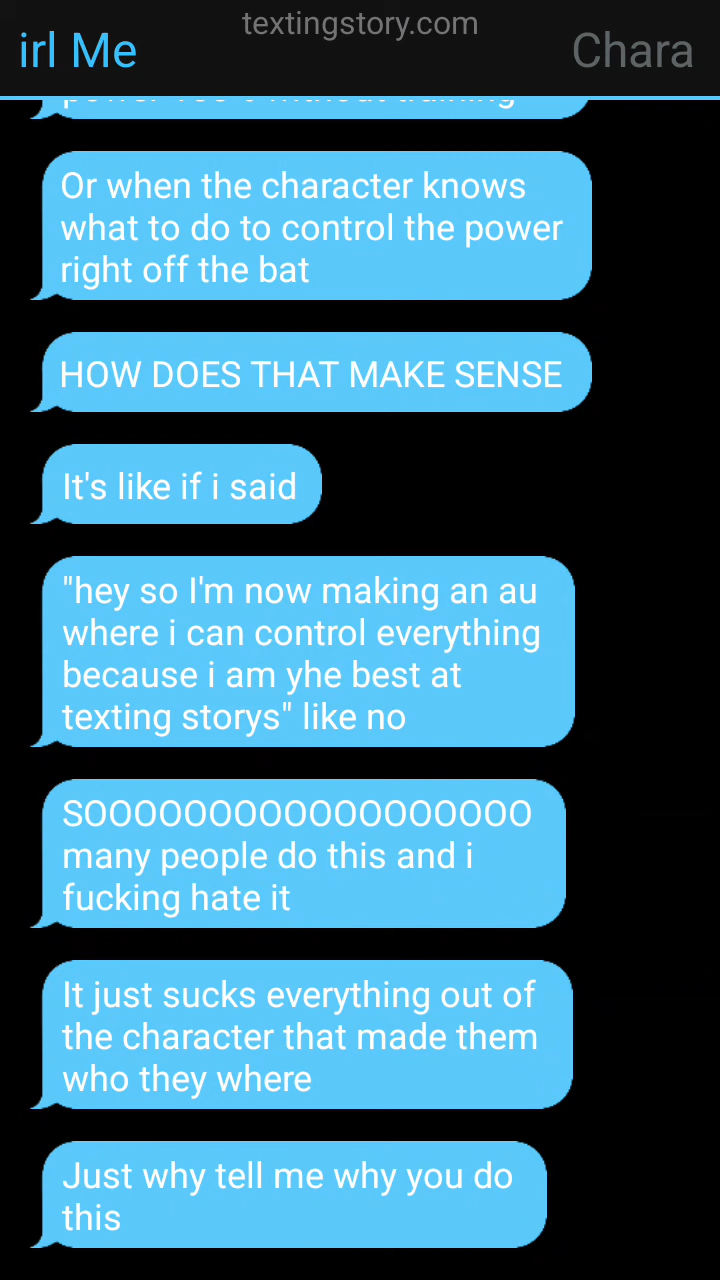 textingstory.com
irl Me
Chara
without training
Or when the character knows
what to do to control the power
right off the bat
HOW DOES THAT MAKE SENSE
It's like if i said
"hey so I'm now making an au
where i can control everything
because i am yhe best at
texting storys" like no
SOOOOOOOOOOOOOOOOOO
many people do this and i
fucking hate it
It just sucks everything out of
the character that made them
who they where
Just why tell me why you do
this